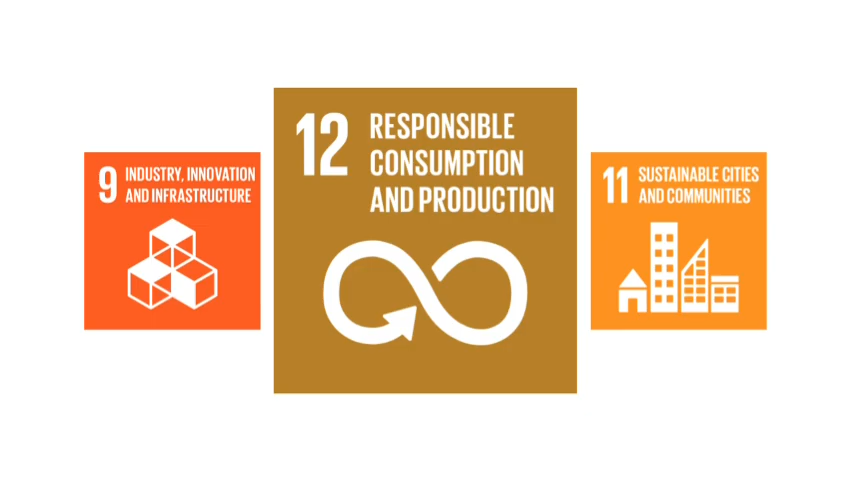 9 INDUSTRY, INNOVATION
AND INFRASTRUCTURE
12 RESPONSIBLE
CONSUMPTION
AND PRODUCTION
11 SUSTAINABLE CITIES
AND COMMUNITIES